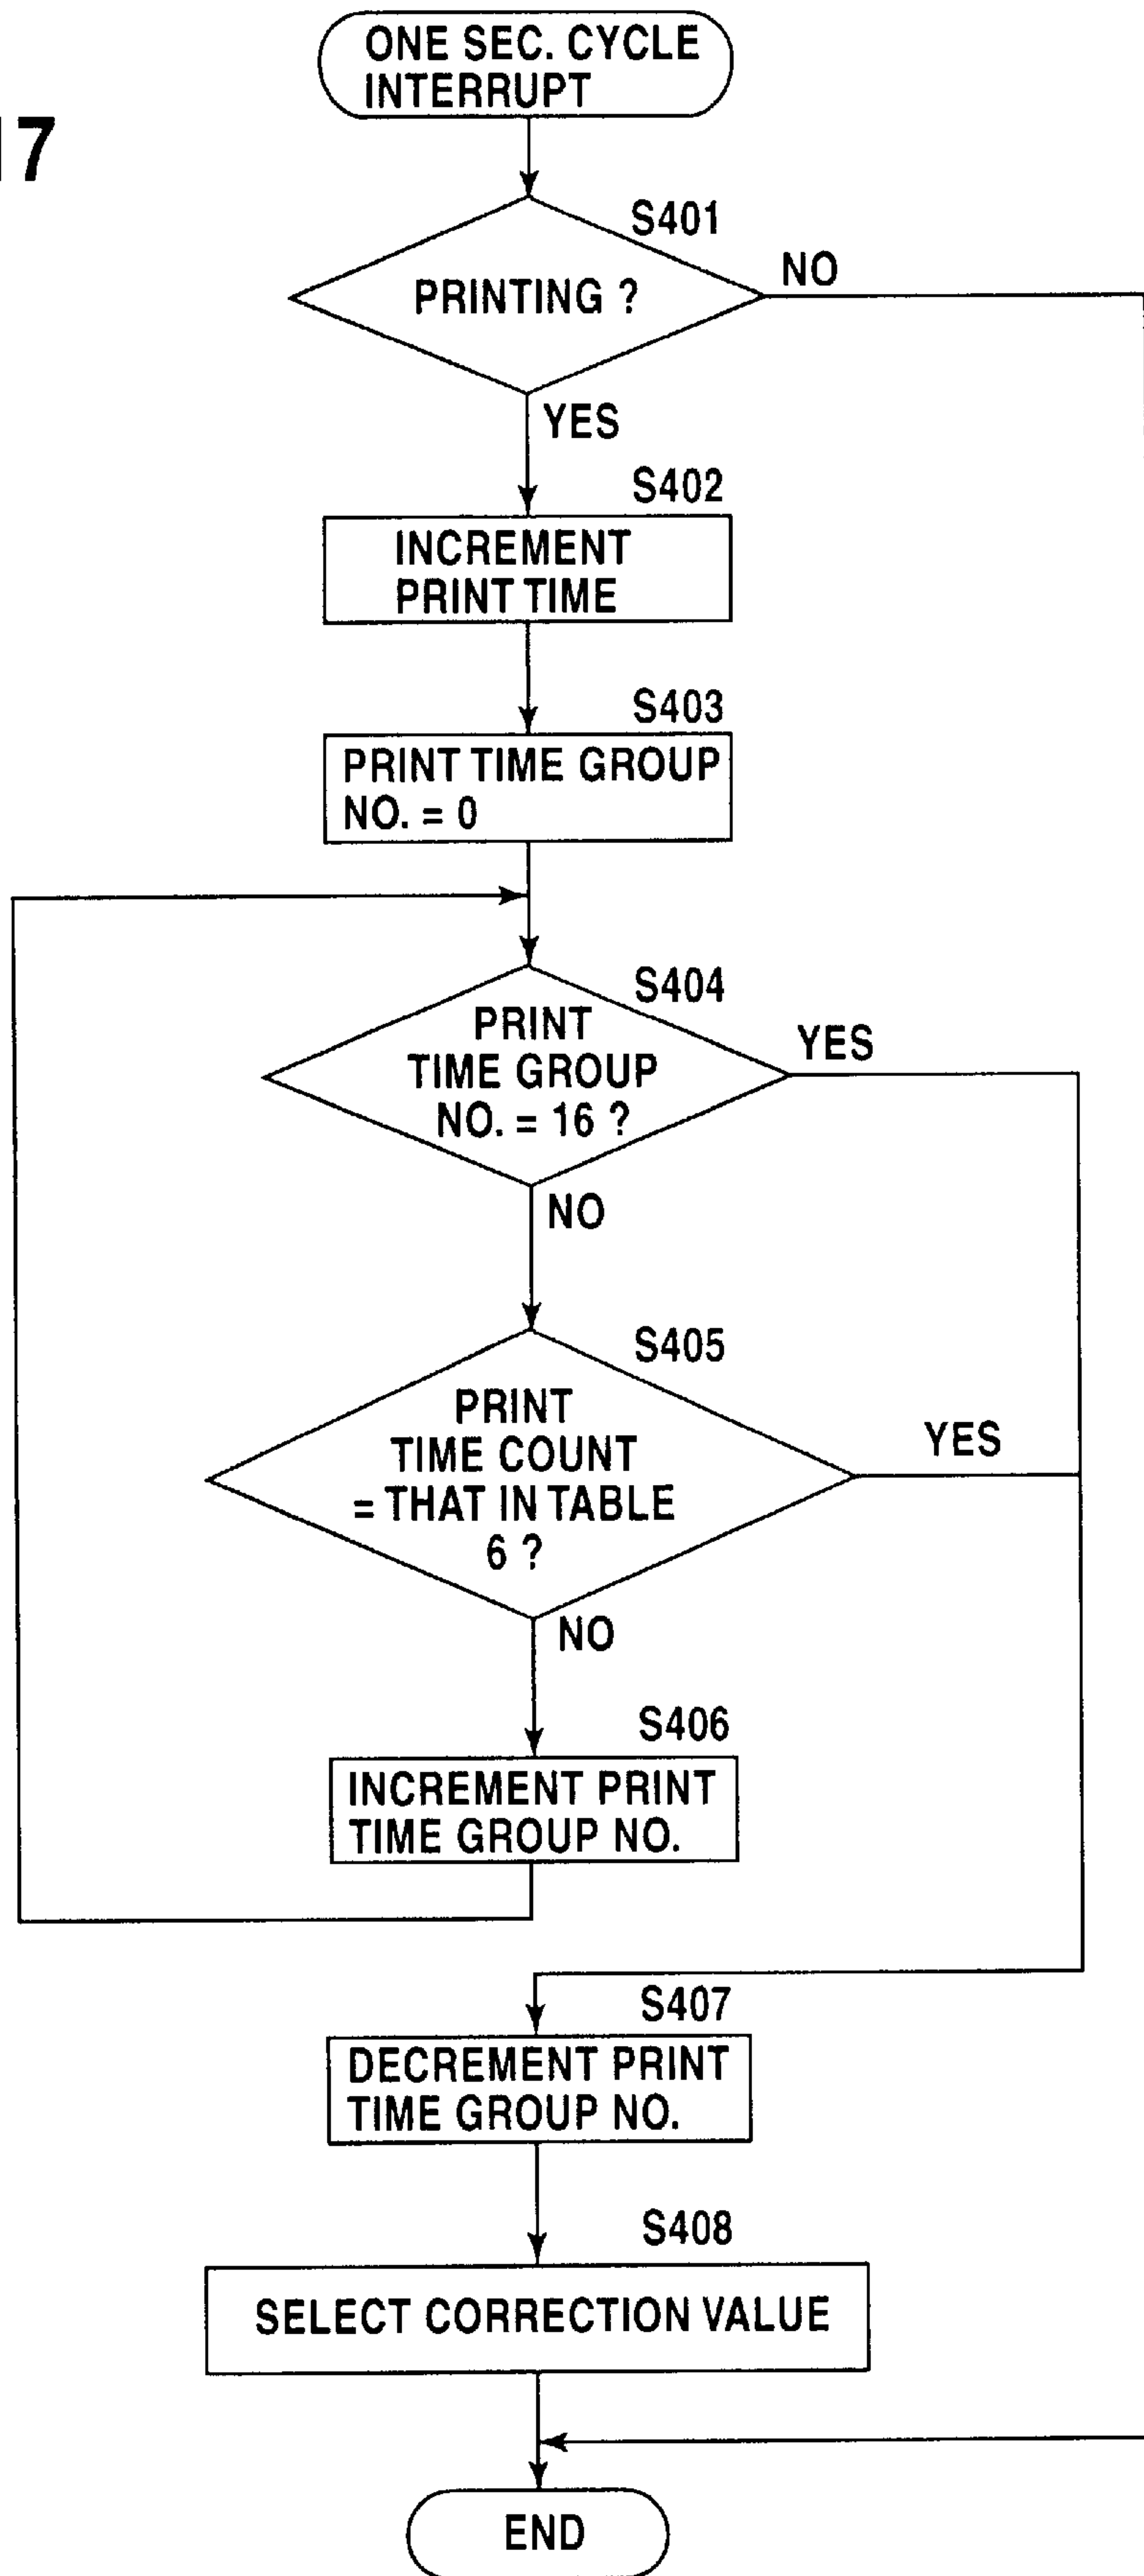 ONE SEC. CYCLE
INTERRUPT
17
S401
PRINTING ?
NO
YES
S402
INCREMENT
PRINT TIME
S403
PRINT TIME GROUP
NO. = 0
S404
PRINT
TIME GROUP
NO. = 16 ?
YES
NO
S405
PRINT
TIME COUNT
= THAT IN TABLE
6 ?
YES
NO
S406
INCREMENT PRINT
TIME GROUP NO.
S407
DECREMENT PRINT
TIME GROUP NO.
S408
SELECT CORRECTION VALUE
END